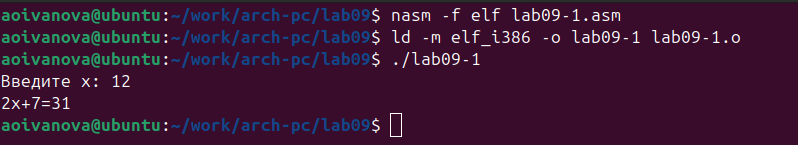 aoivanova@ubuntu:~/work/arch-pc/lab09$ nasm -f elf lab09-1.asm
aoivanova@ubuntu:~/work/arch-pc/lab09$ ld -m elf_i386 -o lab09-1 lab09-1.o
aoivanova@ubuntu:~/work/arch-pc/lab09$ ./lab09-1
Введите x: 12
2x+7=31
aoivanova@ubuntu:~/work/arch-pc/lab09$